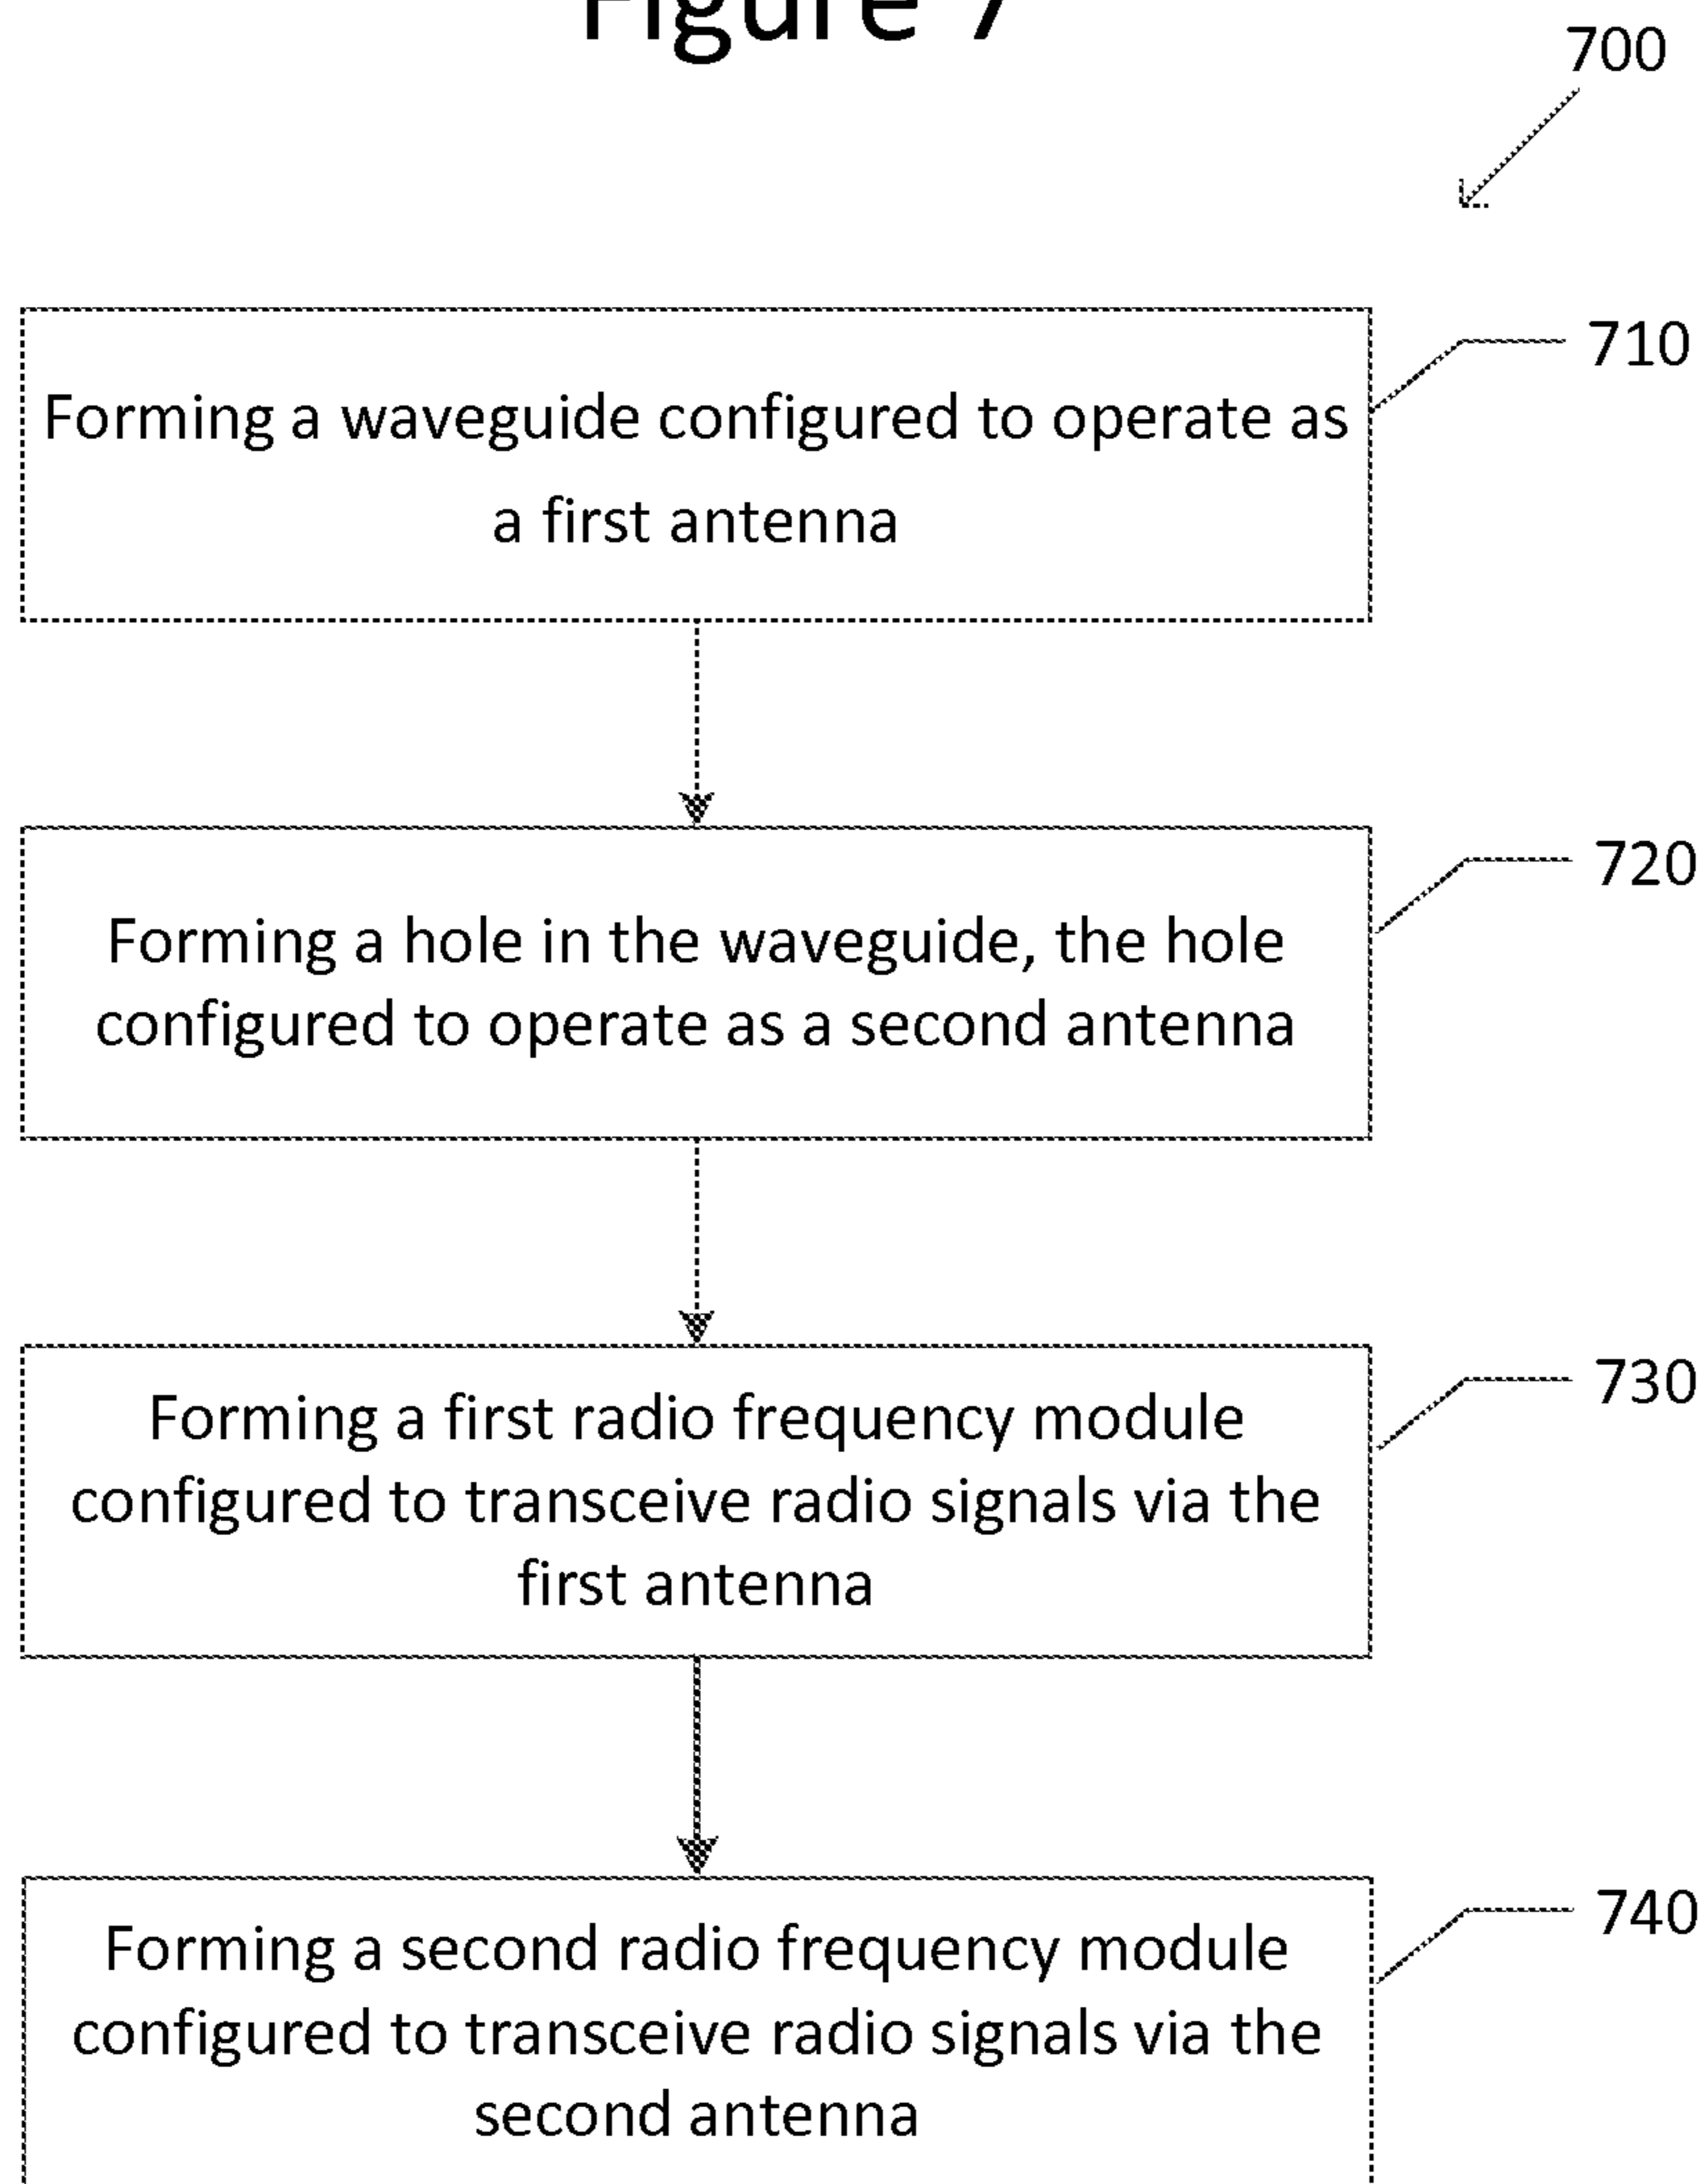 Figure 7
700
710
Forming a waveguide configured to operate as
a first antenna
720
Forming a hole in the waveguide, the hole
configured to operate as a second antenna
730
Forming a first radio frequency module
configured to transceive radio signals via the
first antenna
740
Forming a second radio frequency module
configured to transceive radio signals via the
second antenna